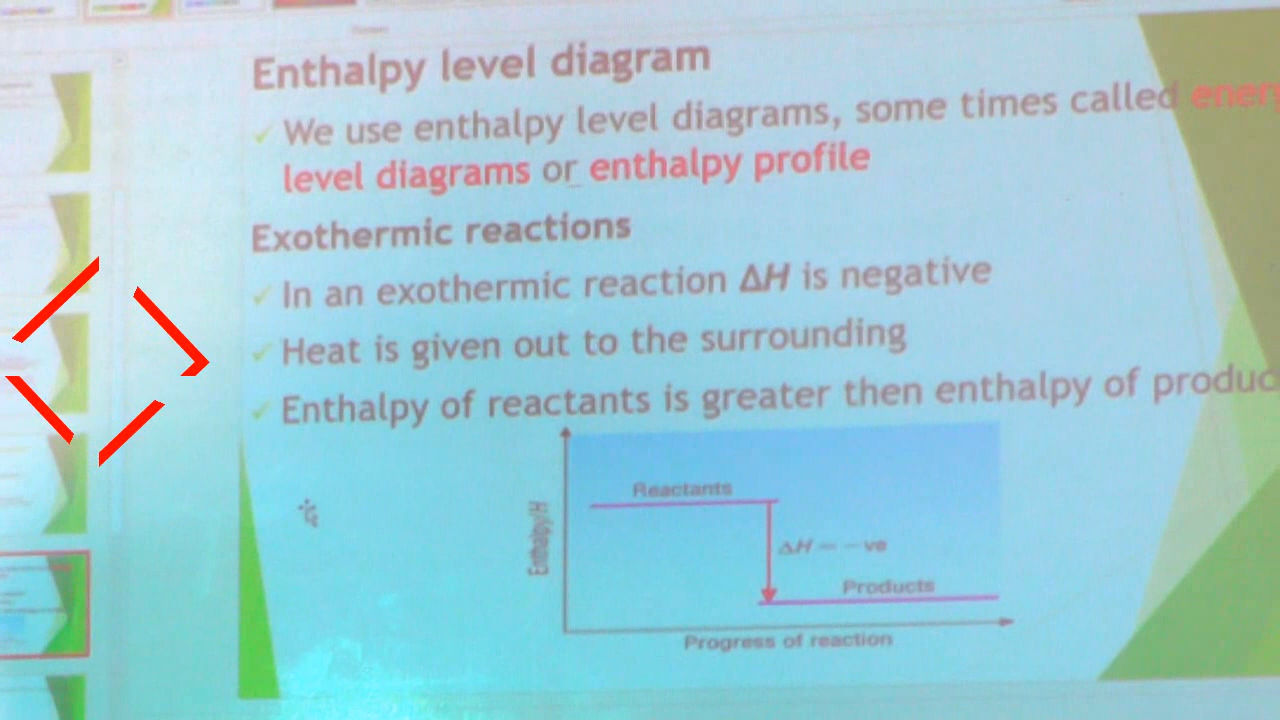 Enthalpy level diagram
We use enthalpy level diagrams, some times called
level diagrams or enthalpy profile
Exothermic reactions
In an exothermic reaction ΔH is negative
Heat is given out to the surrounding
Enthalpy of reactants is greater then enthalpy of
Reactants
Enthalpy/H
ΔH = -ve
Products
Progress of reaction